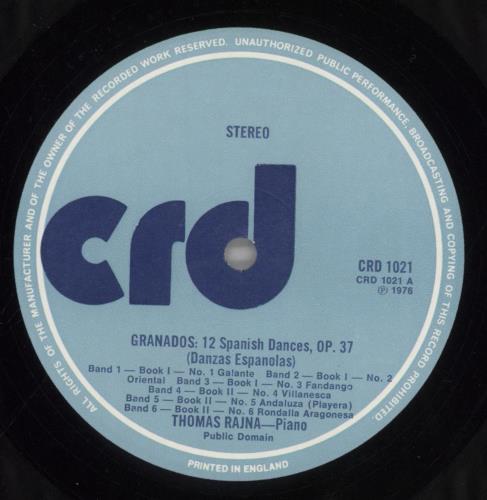 ALL RIGHTS OF THE MANUFACTURER AND OF THE OWNER OF THE RECORDED WORK RESERVED. UNAUTHORIZED PUBLIC PERFORMANCE, BROADCASTING AND COPYING OF THIS RECORD PROHIBITED.
STEREO
crd
CRD 1021
CRD 1021 A
Ⓟ 1976
GRANADOS: 12 Spanish Dances, OP. 37
(Danzas Espanolas)
Band 1 — Book I — No. 1 Galante Band 2 — Book I — No. 2
Oriental Band 3 — Book I — No. 3 Fandango
Band 4 — Book II — No. 4 Villanesca
Band 5 — Book II — No. 5 Andaluza (Playera)
Band 6 — Book II — No. 6 Rondalla Aragonesa
THOMAS RAJNA—Piano
Public Domain
PRINTED IN ENGLAND